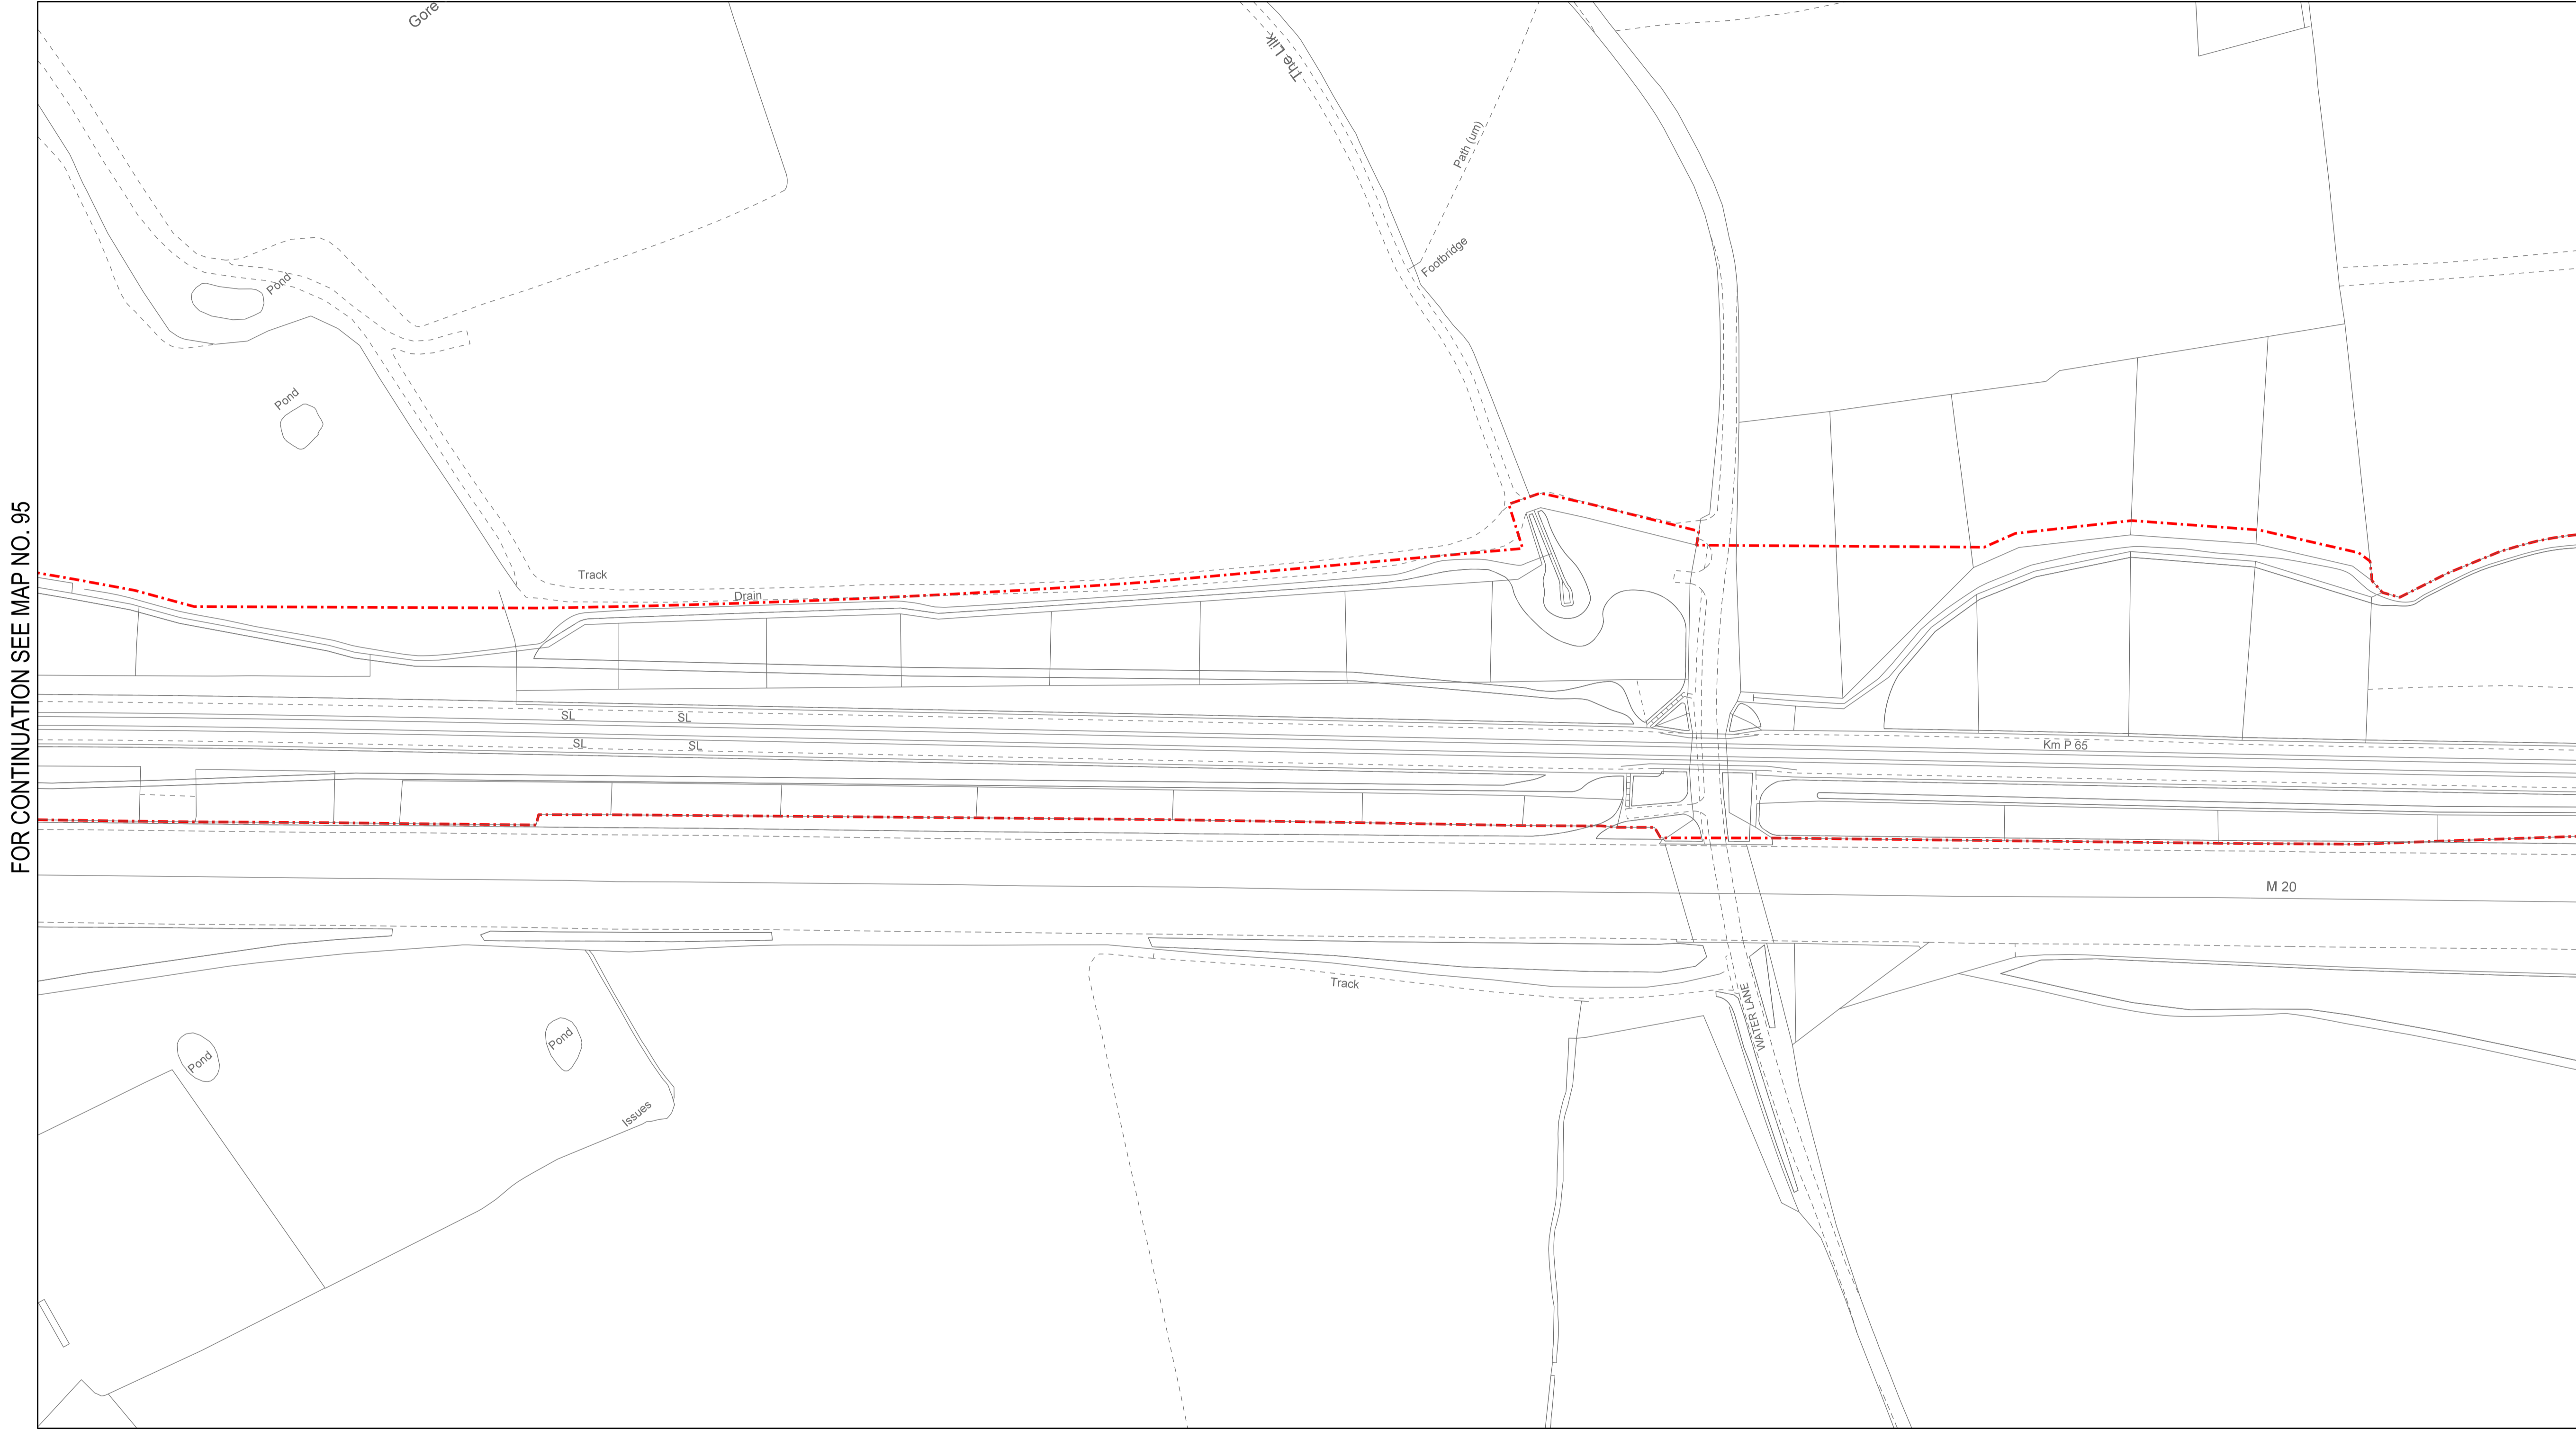 Gore
The Lik
Path (um)
Footbridge
Pond
Pond
FOR CONTINUATION SEE MAP NO. 95
Track
Drain
SL
SL
SL
SL
Km P 65
M 20
Track
WATER LANE
Pond
Pond
Issues